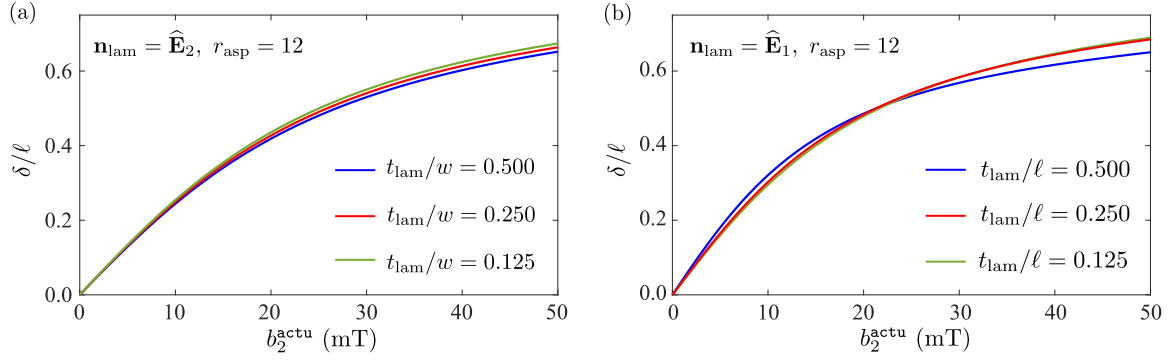 (a)
n_lam = Ê_2, r_asp = 12
δ/ℓ
0.6
0.4
0.2
0.0
t_lam/w = 0.500
t_lam/w = 0.250
t_lam/w = 0.125
0 10 20 30 40 50
b_2^actu (mT)
(b)
n_lam = Ê_1, r_asp = 12
δ/ℓ
0.6
0.4
0.2
0.0
t_lam/ℓ = 0.500
t_lam/ℓ = 0.250
t_lam/ℓ = 0.125
0 10 20 30 40 50
b_2^actu (mT)